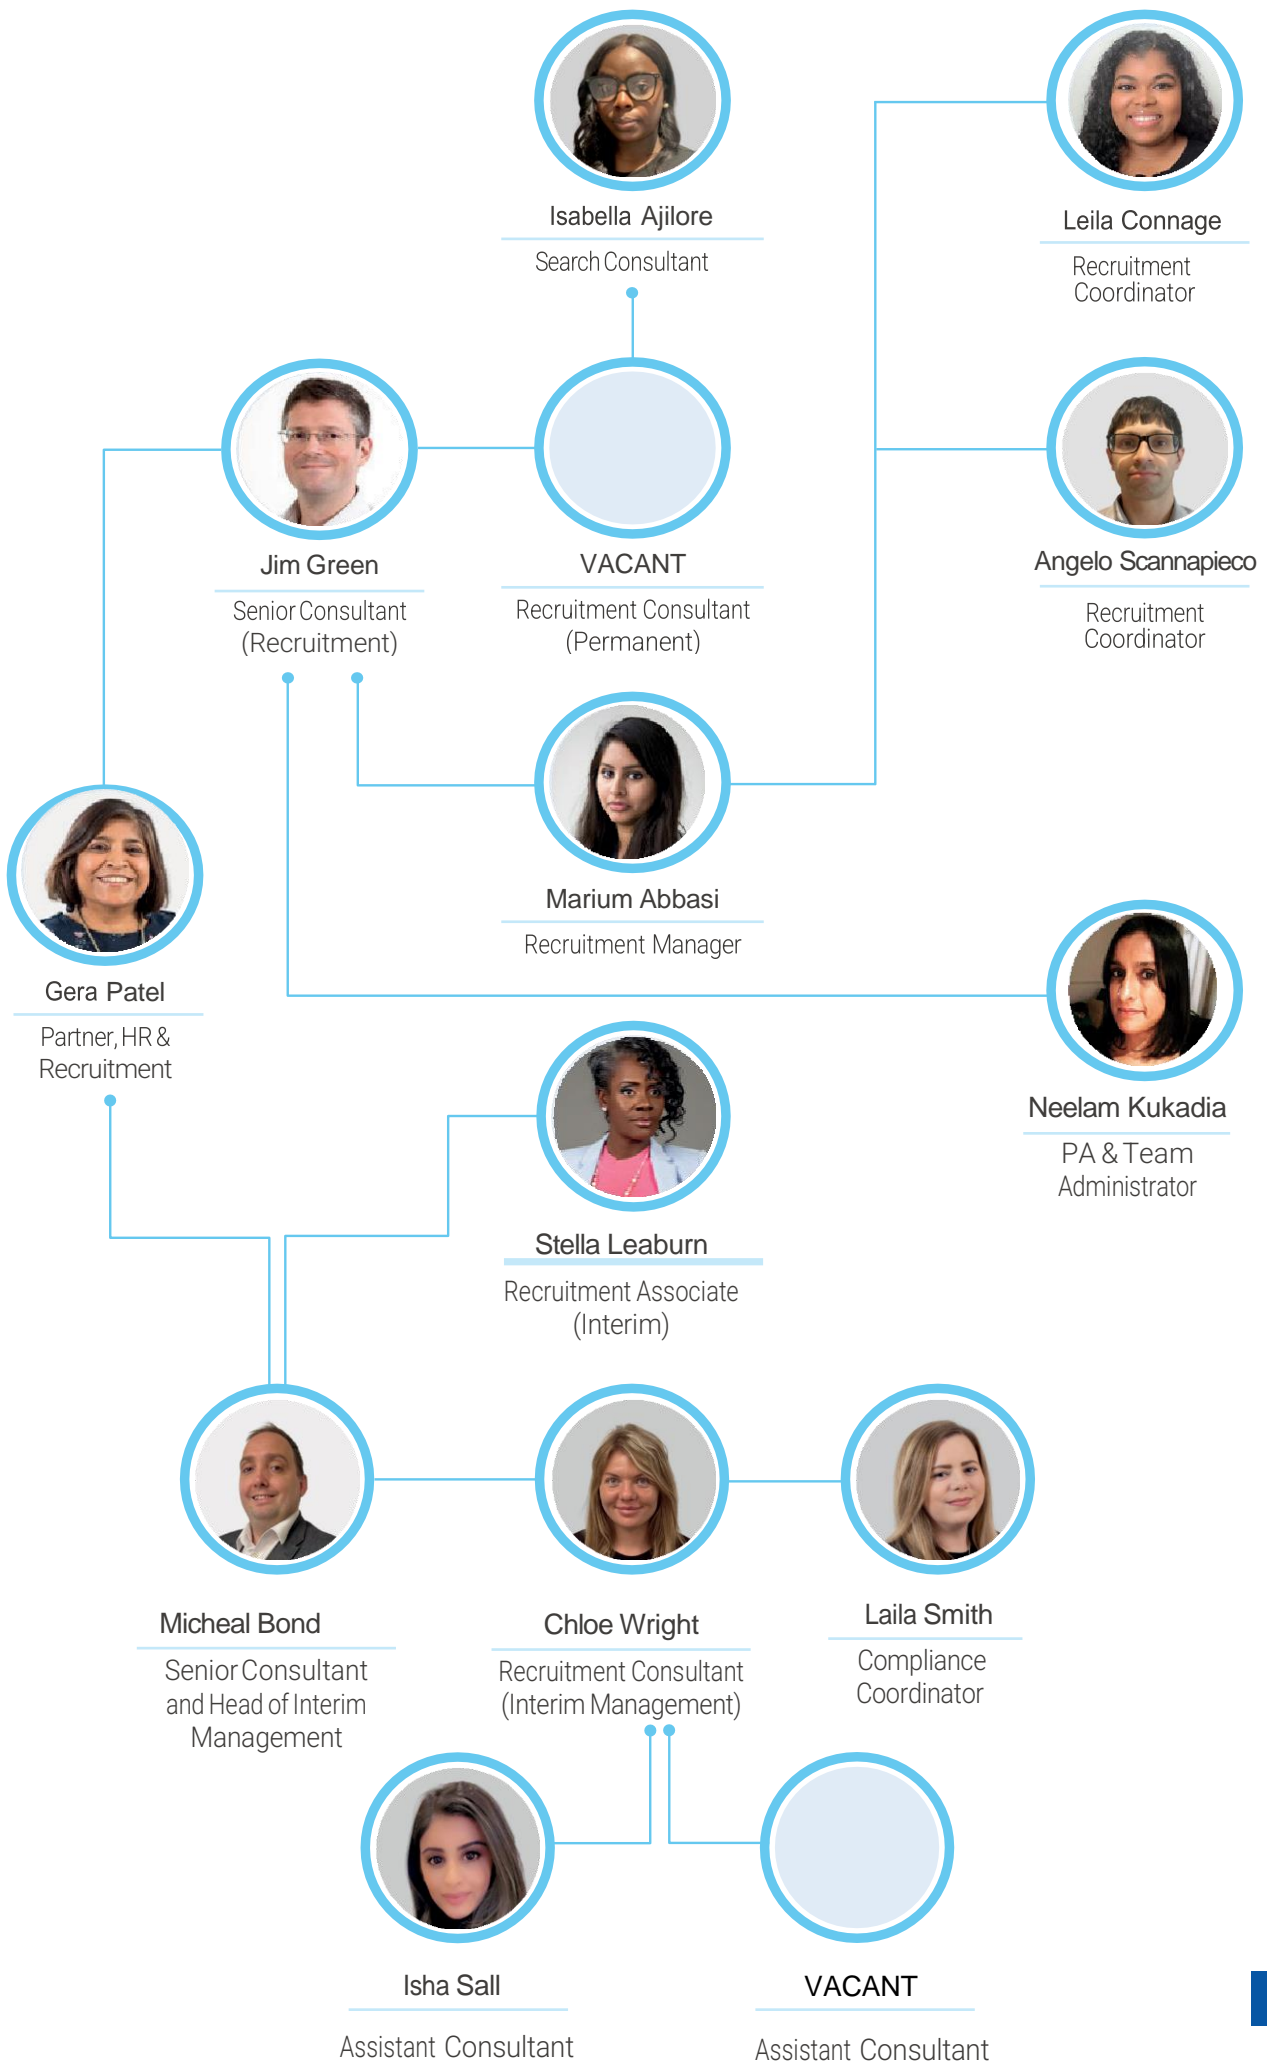 Isabella Ajilore
Search Consultant
Leila Connage
Recruitment
Coordinator
Jim Green
Senior Consultant
(Recruitment)
VACANT
Recruitment Consultant
(Permanent)
Angelo Scannapieco
Recruitment
Coordinator
Marium Abbasi
Recruitment Manager
Gera Patel
Partner, HR &
Recruitment
Neelam Kukadia
PA & Team
Administrator
Stella Leaburn
Recruitment Associate
(Interim)
Micheal Bond
Senior Consultant
and Head of Interim
Management
Chloe Wright
Recruitment Consultant
(Interim Management)
Laila Smith
Compliance
Coordinator
Isha Sall
Assistant Consultant
VACANT
Assistant Consultant